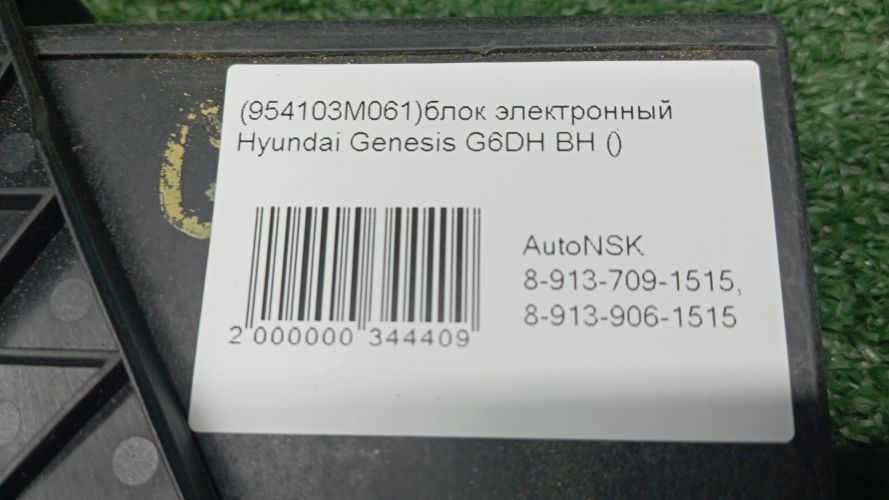 (954103M061)блок электронный
Hyundai Genesis G6DH BH ()
AutoNSK
8-913-709-1515,
8-913-906-1515
2 000000 344409